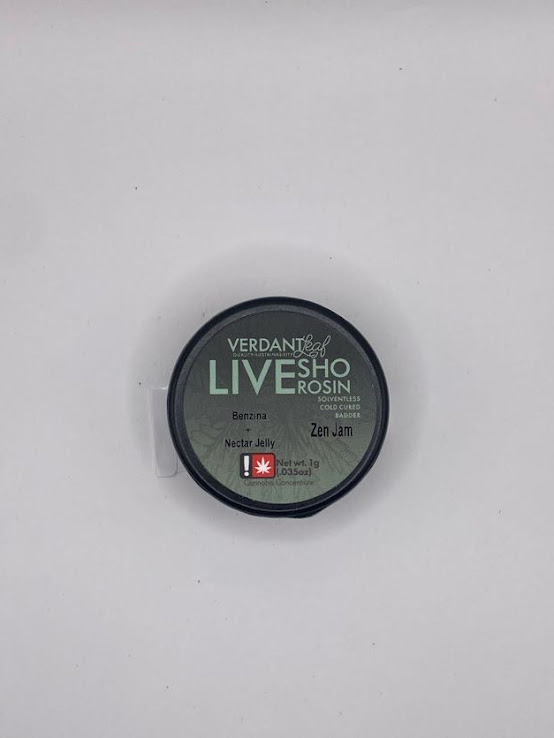 VERDANT Leaf
QUALITY·SUSTAINABILITY
LIVE SHO
ROSIN
SOLVENTLESS
COLD CURED
BADDER
Benzina
+
Nectar Jelly
Zen Jam
! Net wt. 1g
(.035oz)
Cannabis Concentrate